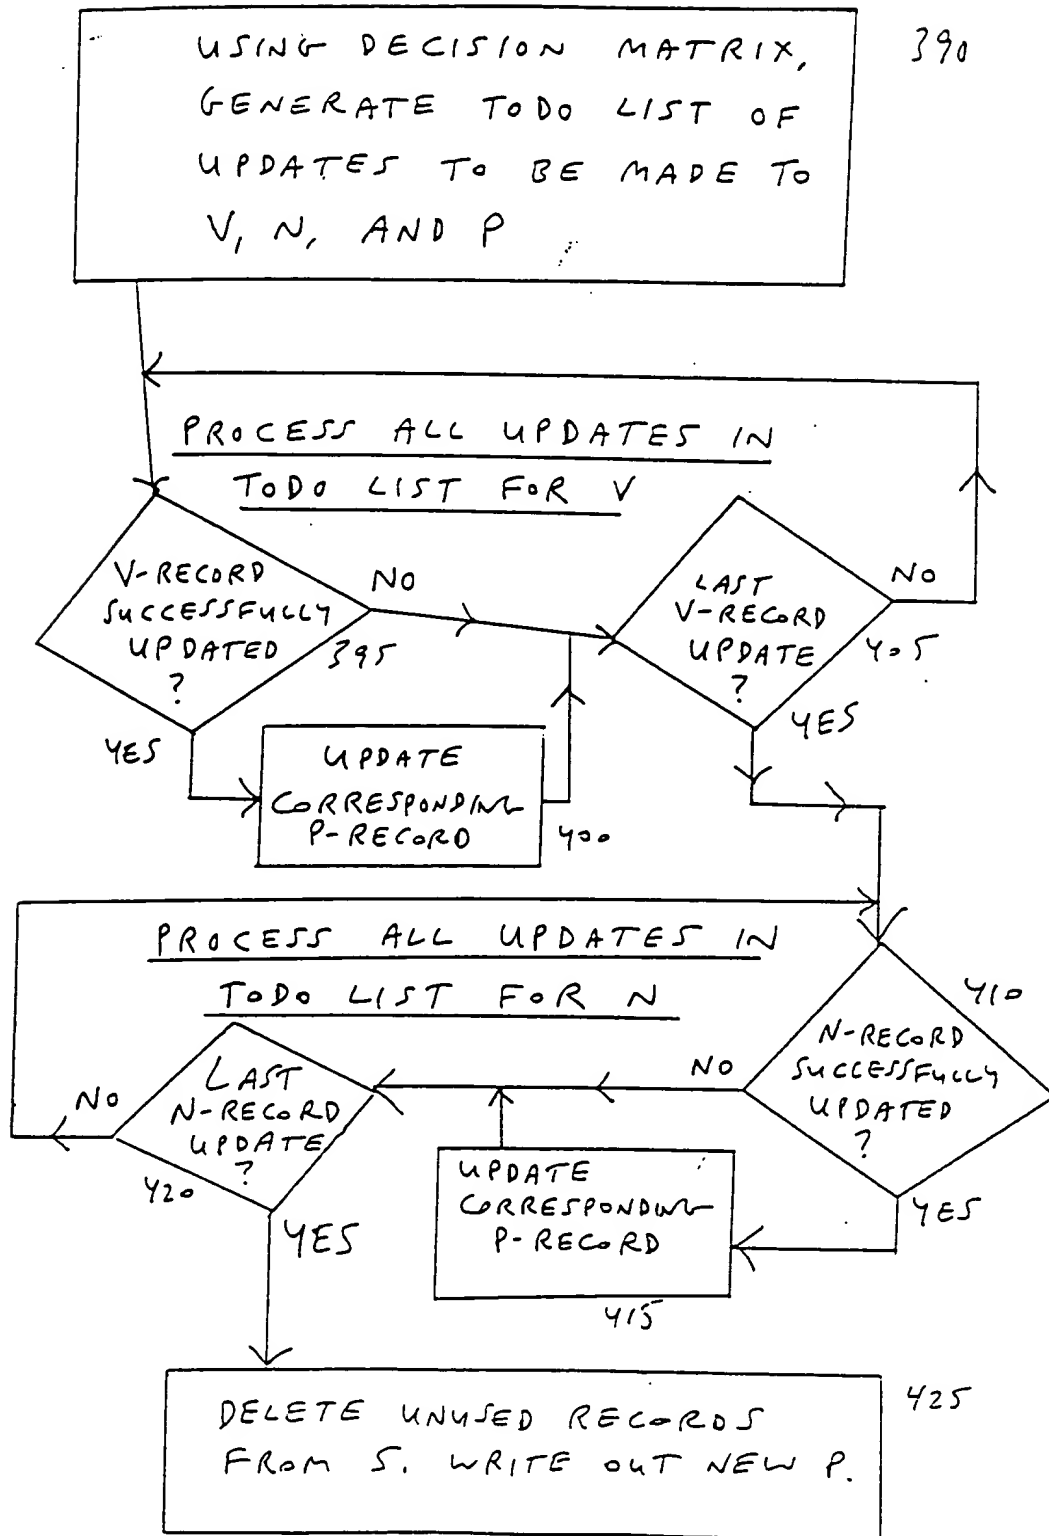 USING DECISION MATRIX,
GENERATE TODO LIST OF
UPDATES TO BE MADE TO
V, N, AND P
390
PROCESS ALL UPDATES IN
TODO LIST FOR V
V-RECORD
SUCCESSFULLY
UPDATED
?
395
NO
YES
UPDATE
CORRESPONDING
P-RECORD
400
LAST
V-RECORD
UPDATE
?
405
NO
YES
PROCESS ALL UPDATES IN
TODO LIST FOR N
410
N-RECORD
SUCCESSFULLY
UPDATED
?
NO
YES
UPDATE
CORRESPONDING
P-RECORD
415
LAST
N-RECORD
UPDATE
?
420
NO
YES
DELETE UNUSED RECORDS
FROM S. WRITE OUT NEW P.
425